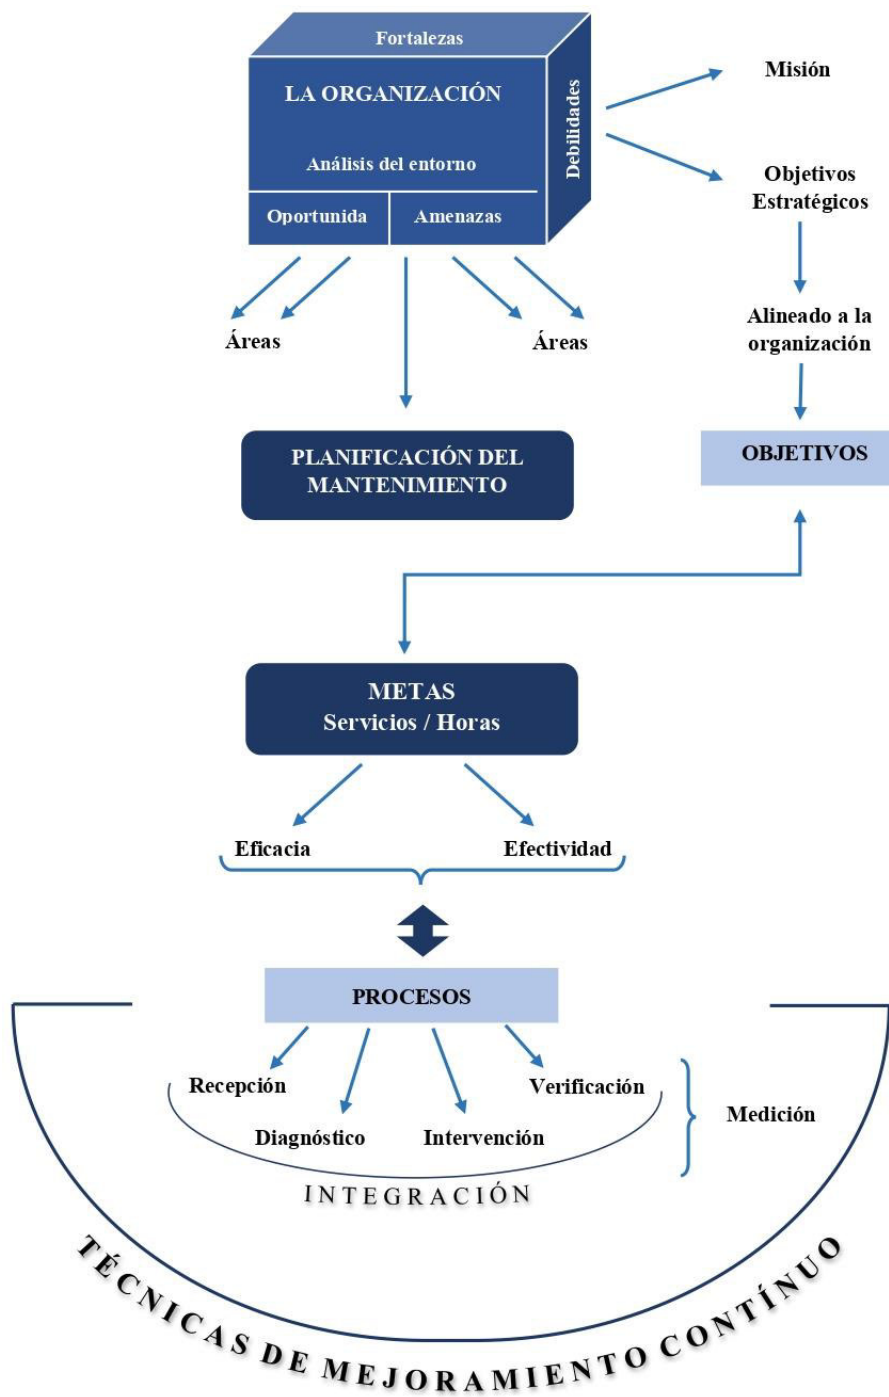 Fortalezas
LA ORGANIZACIÓN
Debilidades
Análisis del entorno
Oportunida
Amenazas
Misión
Objetivos
Estratégicos
Áreas
Áreas
Alineado a la
organización
PLANIFICACIÓN DEL
MANTENIMIENTO
OBJETIVOS
METAS
Servicios / Horas
Eficacia
Efectividad
PROCESOS
Recepción
Verificación
Diagnóstico
Intervención
Medición
INTEGRACIÓN
TÉCNICAS DE MEJORAMIENTO CONTÍNUO